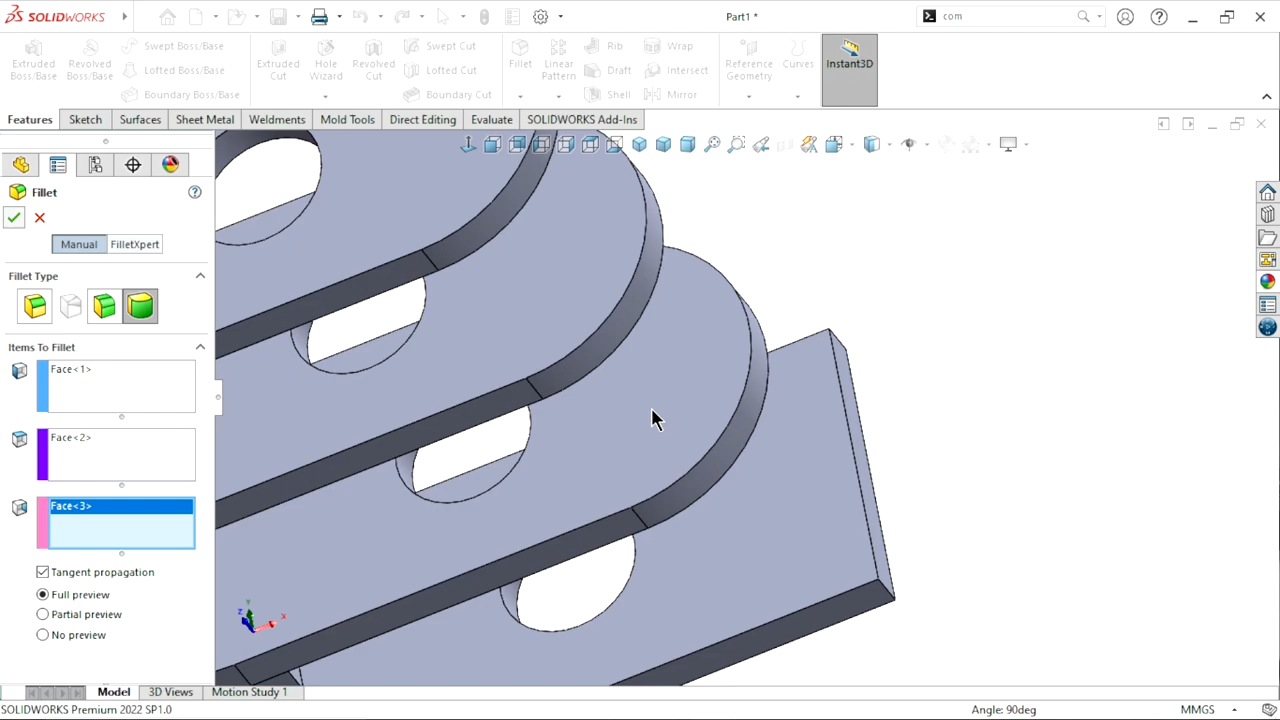 SOLIDWORKS
Part1 *
com
Extruded Boss/Base
Revolved Boss/Base
Swept Boss/Base
Lofted Boss/Base
Boundary Boss/Base
Extruded Cut
Hole Wizard
Revolved Cut
Swept Cut
Lofted Cut
Boundary Cut
Fillet
Linear Pattern
Rib
Draft
Shell
Wrap
Intersect
Mirror
Reference Geometry
Curves
Instant3D
Features Sketch Surfaces Sheet Metal Weldments Mold Tools Direct Editing Evaluate SOLIDWORKS Add-Ins
Fillet
Manual FilletXpert
Fillet Type
Items To Fillet
Face<1>
Face<2>
Face<3>
Tangent propagation
Full preview
Partial preview
No preview
Y
Z
X
Model 3D Views Motion Study 1
SOLIDWORKS Premium 2022 SP1.0 Angle: 90deg MMGS